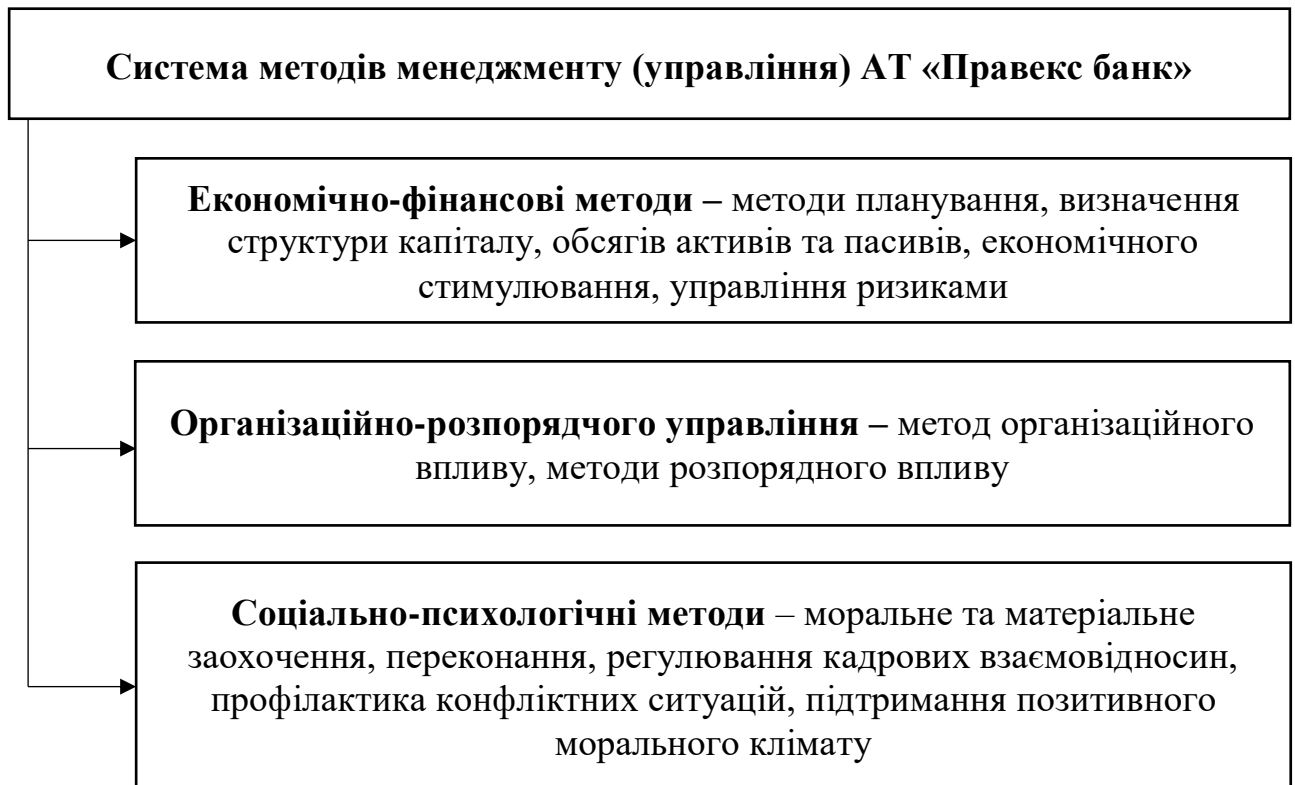 Система методів менеджменту (управління) АТ «Правекс банк»
Економічно-фінансові методи – методи планування, визначення
структури капіталу, обсягів активів та пасивів, економічного
стимулювання, управління ризиками
Організаційно-розпорядчого управління – метод організаційного
впливу, методи розпорядного впливу
Соціально-психологічні методи – моральне та матеріальне
заохочення, переконання, регулювання кадрових взаємовідносин,
профілактика конфліктних ситуацій, підтримання позитивного
морального клімату